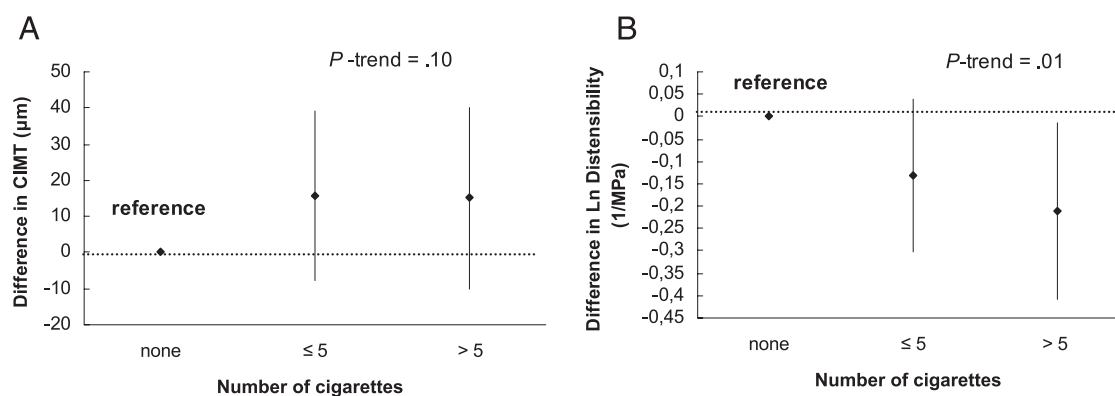 A
P-trend = .10
50
40
30
20
10
0
-10
-20
Difference in CIMT (µm)
reference
none
≤ 5
> 5
Number of cigarettes
B
P-trend = .01
0,1
0,05
0
-0,05
-0,1
-0,15
-0,2
-0,25
-0,3
-0,35
-0,4
-0,45
Difference in Ln Distensibility
(1/MPa)
reference
none
≤ 5
> 5
Number of cigarettes